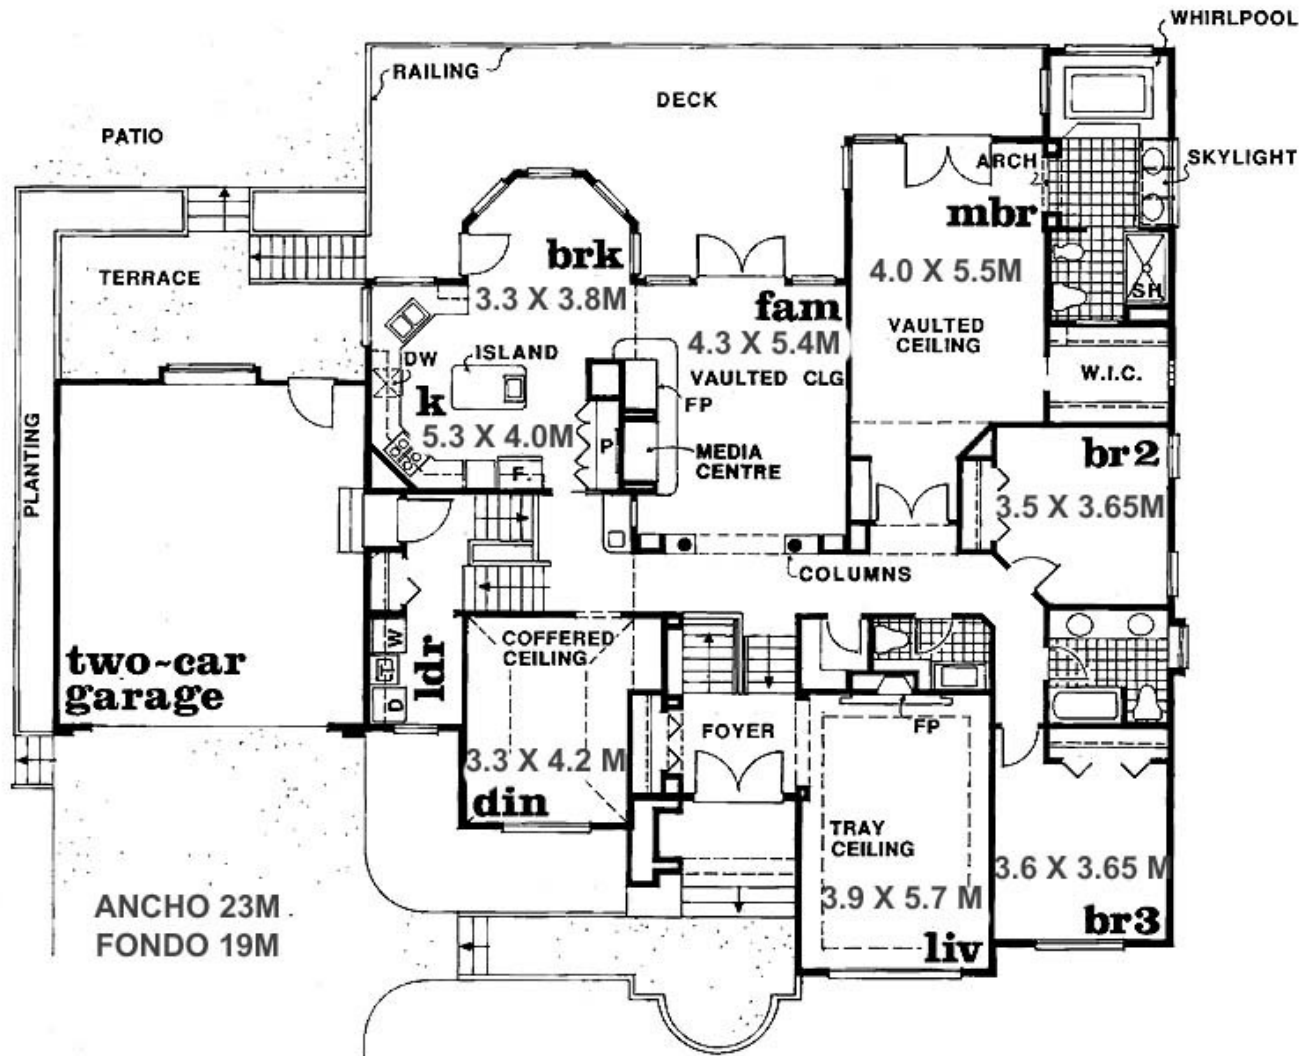 WHIRLPOOL
RAILING
DECK
PATIO
ARCH
SKYLIGHT
mbr
brk
TERRACE
4.0 X 5.5M
3.3 X 3.8M
fam
SH
4.3 X 5.4M
VAULTED
CEILING
DW
ISLAND
VAULTED CLG
W.I.C.
k
FP
5.3 X 4.0M
P
MEDIA
CENTRE
br2
F.
PLANTING
3.5 X 3.65M
COLUMNS
W
COFFERED
CEILING
two~car
garage
ldr
D
FOYER
FP
3.3 X 4.2 M
din
TRAY
CEILING
3.6 X 3.65 M
3.9 X 5.7 M
ANCHO 23M
FONDO 19M
br3
liv